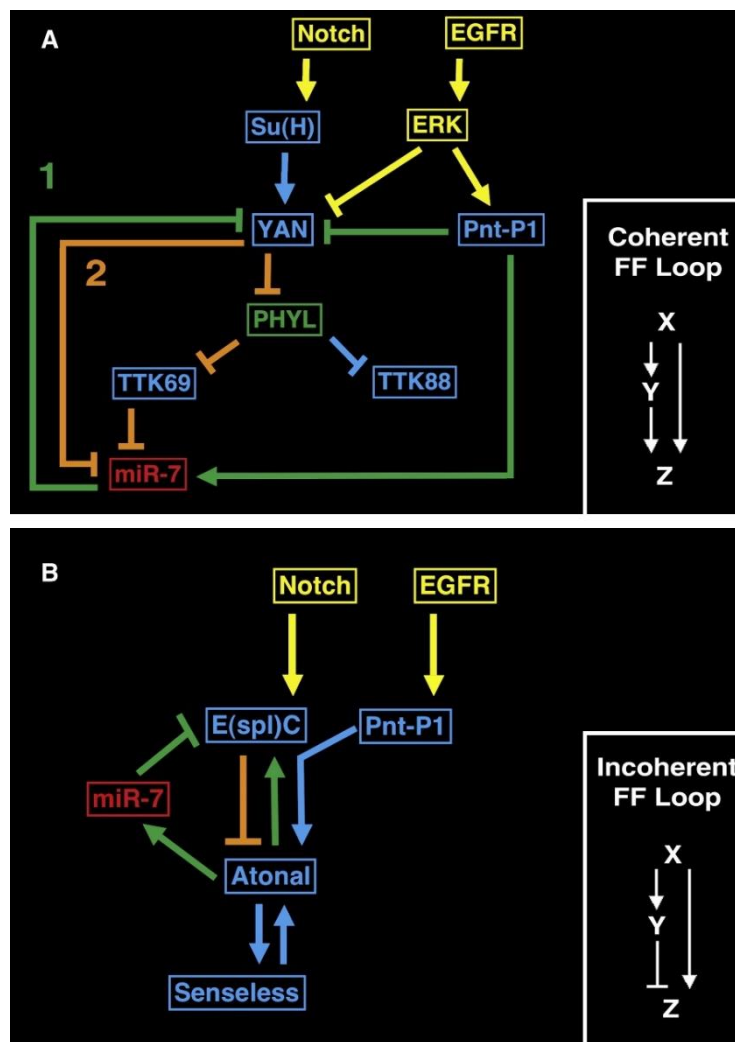 A
Notch
EGFR
Su(H)
ERK
1
YAN
Pnt-P1
2
PHYL
TTK69
TTK88
miR-7
Coherent
FF Loop
X
Y
Z
B
Notch
EGFR
E(spl)C
Pnt-P1
miR-7
Atonal
Senseless
Incoherent
FF Loop
X
Y
Z